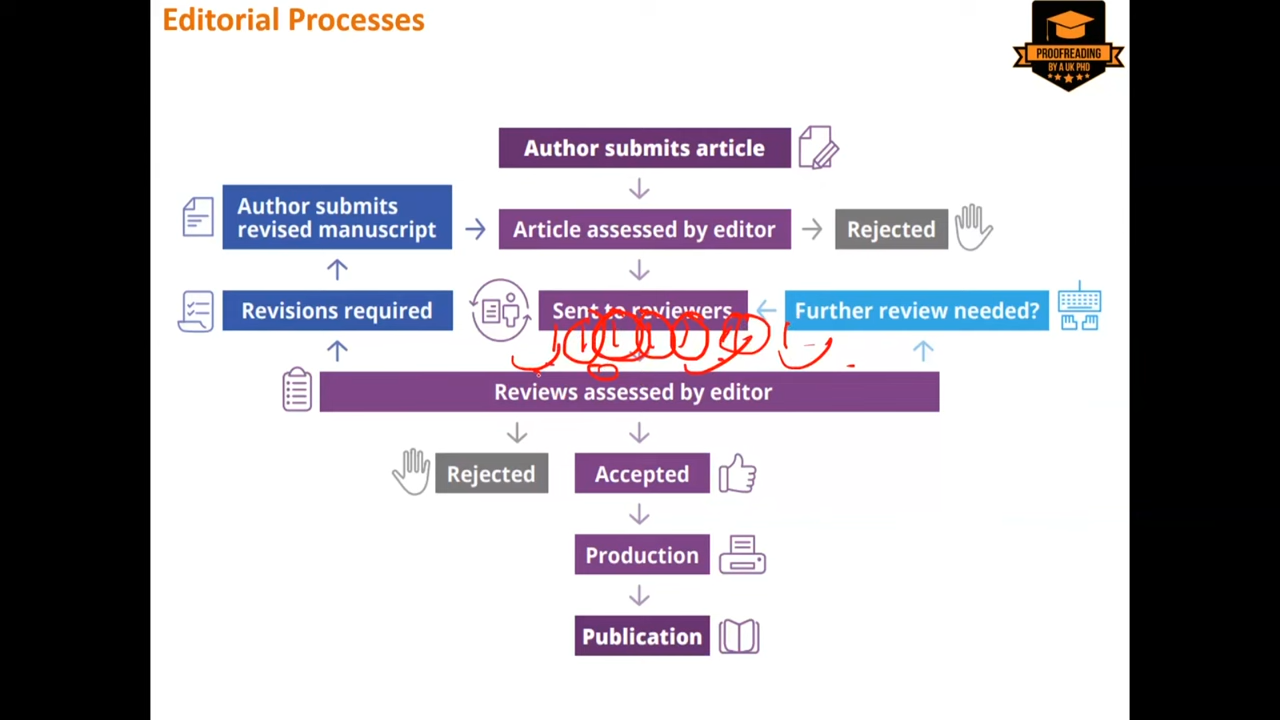 Editorial Processes
PROOFREADING
BY A UK PHD
Author submits article
Author submits
revised manuscript
Article assessed by editor
Rejected
Revisions required
Sent to reviewers
Further review needed?
Reviews assessed by editor
Rejected
Accepted
Production
Publication